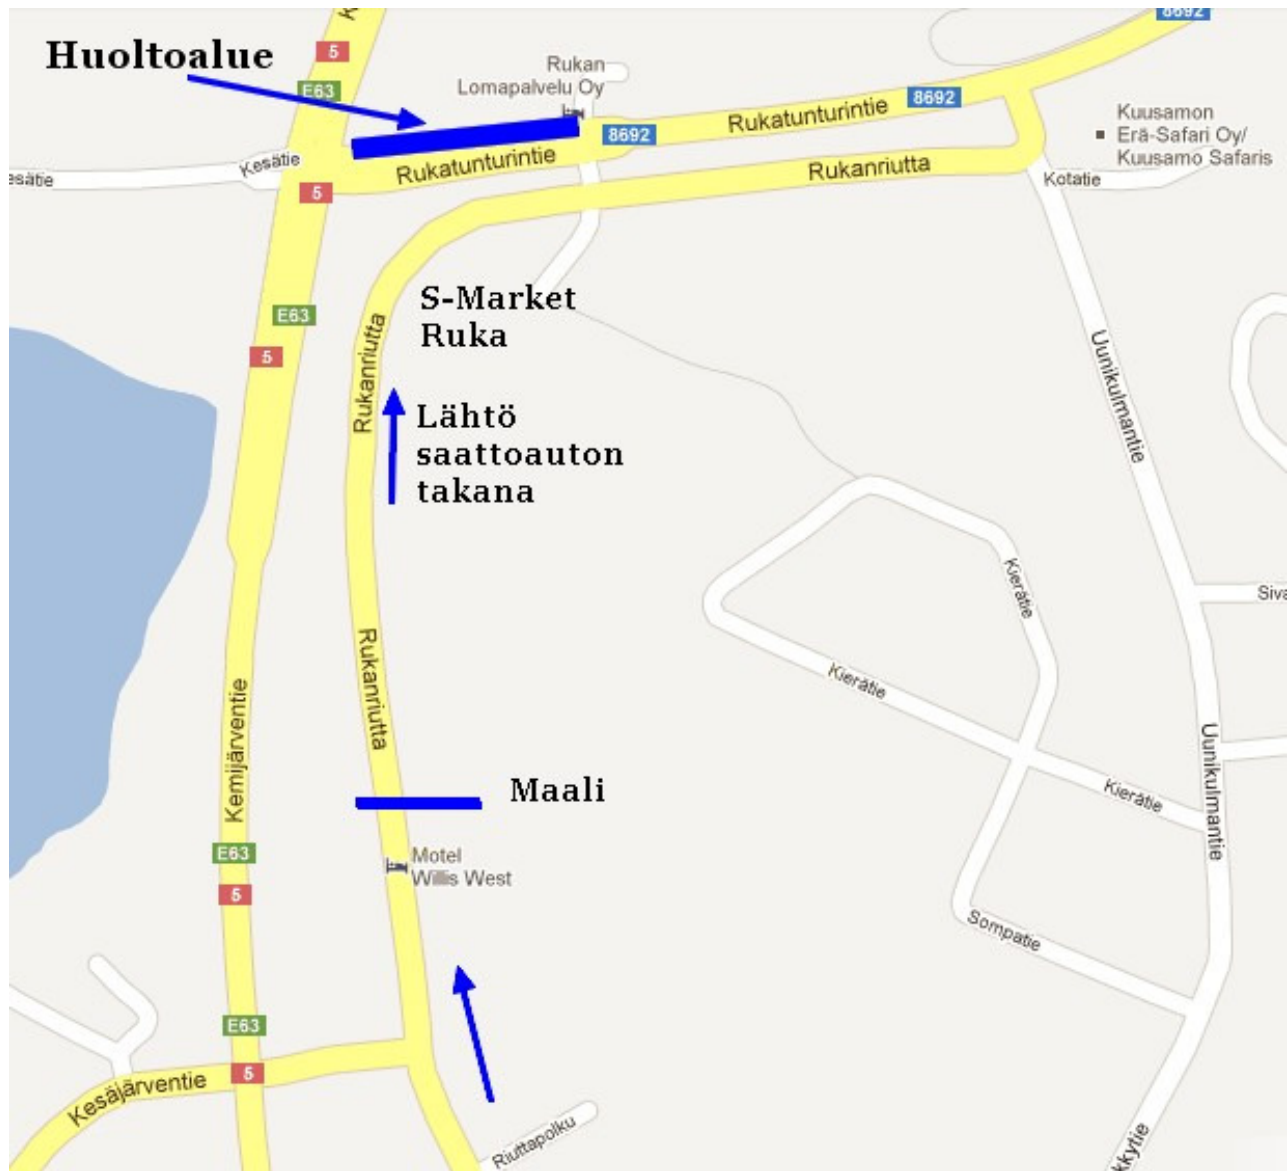 8692
K
5
Huoltoalue
E63
Rukan
Lomapalvelu Oy
8692
Rukatunturintie
8692
Kuusamon
Erä-Safari Oy/
Kuusamo Safaris
Kesätie
esätie
Rukatunturintie
Rukanriutta
Kotatie
5
E63
5
S-Market
Ruka
Rukanriutta
Uunikulmantie
Lähtö
saattoauton
takana
Kierätie
Siva
Rukanriutta
Kierätie
Kemijärventie
Uunikulmantie
Maali
Kierätie
E63
5
Motel
Willis West
Sompatie
E63
5
Kesäjärventie
Riuttapolku
kkytie